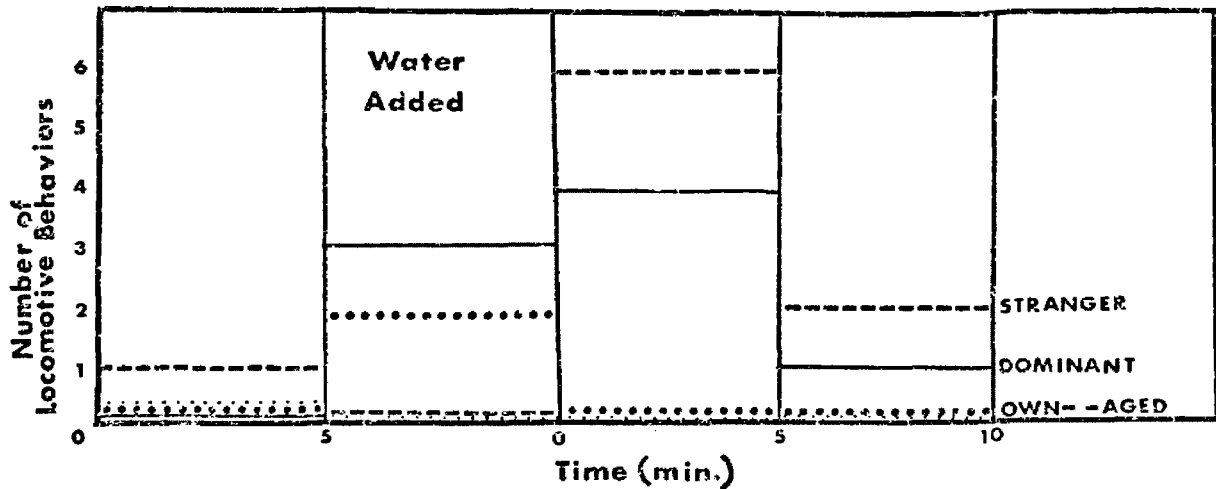 Water
Added
Number of
Locomotive Behaviers
6
5
4
3
2
1
0
STRANGER
DOMINANT
OWN---AGED
5
0
5
10
Time (min.)